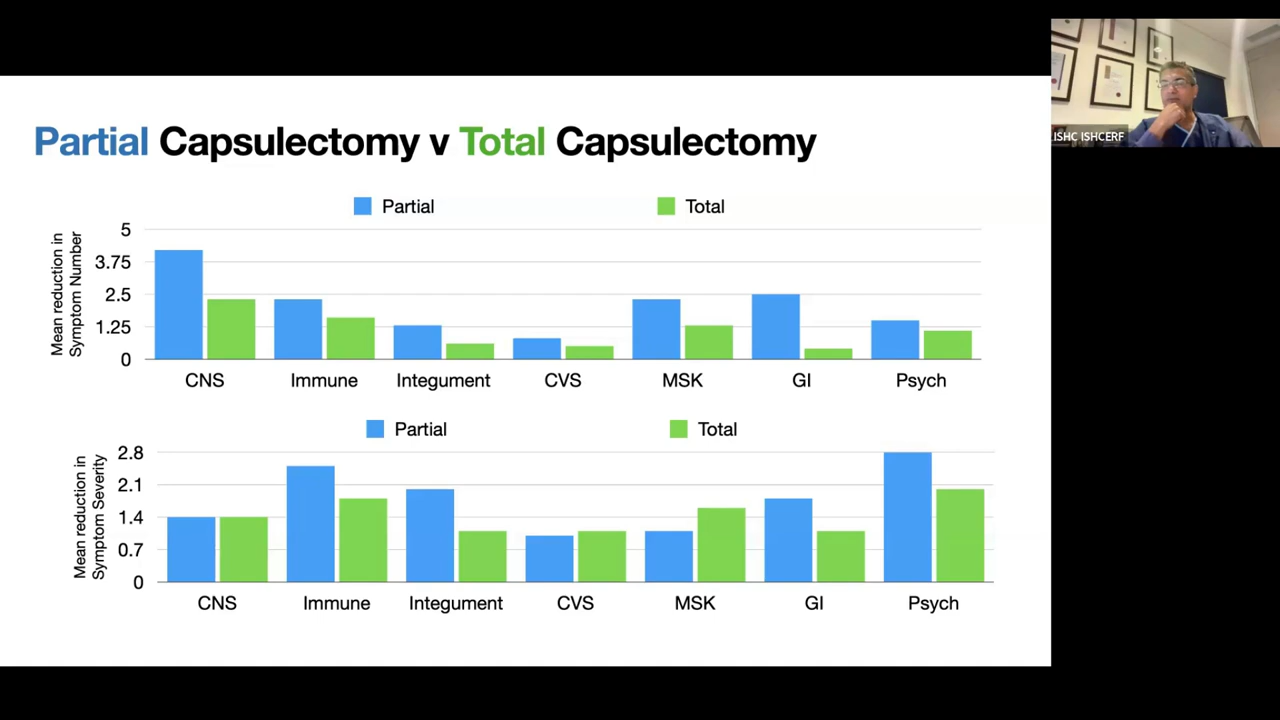 ISHC ISHCERF
Partial Capsulectomy v Total Capsulectomy
Partial
Total
Mean reduction in
Symptom Number
5
3.75
2.5
1.25
0
CNS Immune Integument CVS MSK GI Psych
Partial
Total
Mean reduction in
Symptom Severity
2.8
2.1
1.4
0.7
0
CNS Immune Integument CVS MSK GI Psych